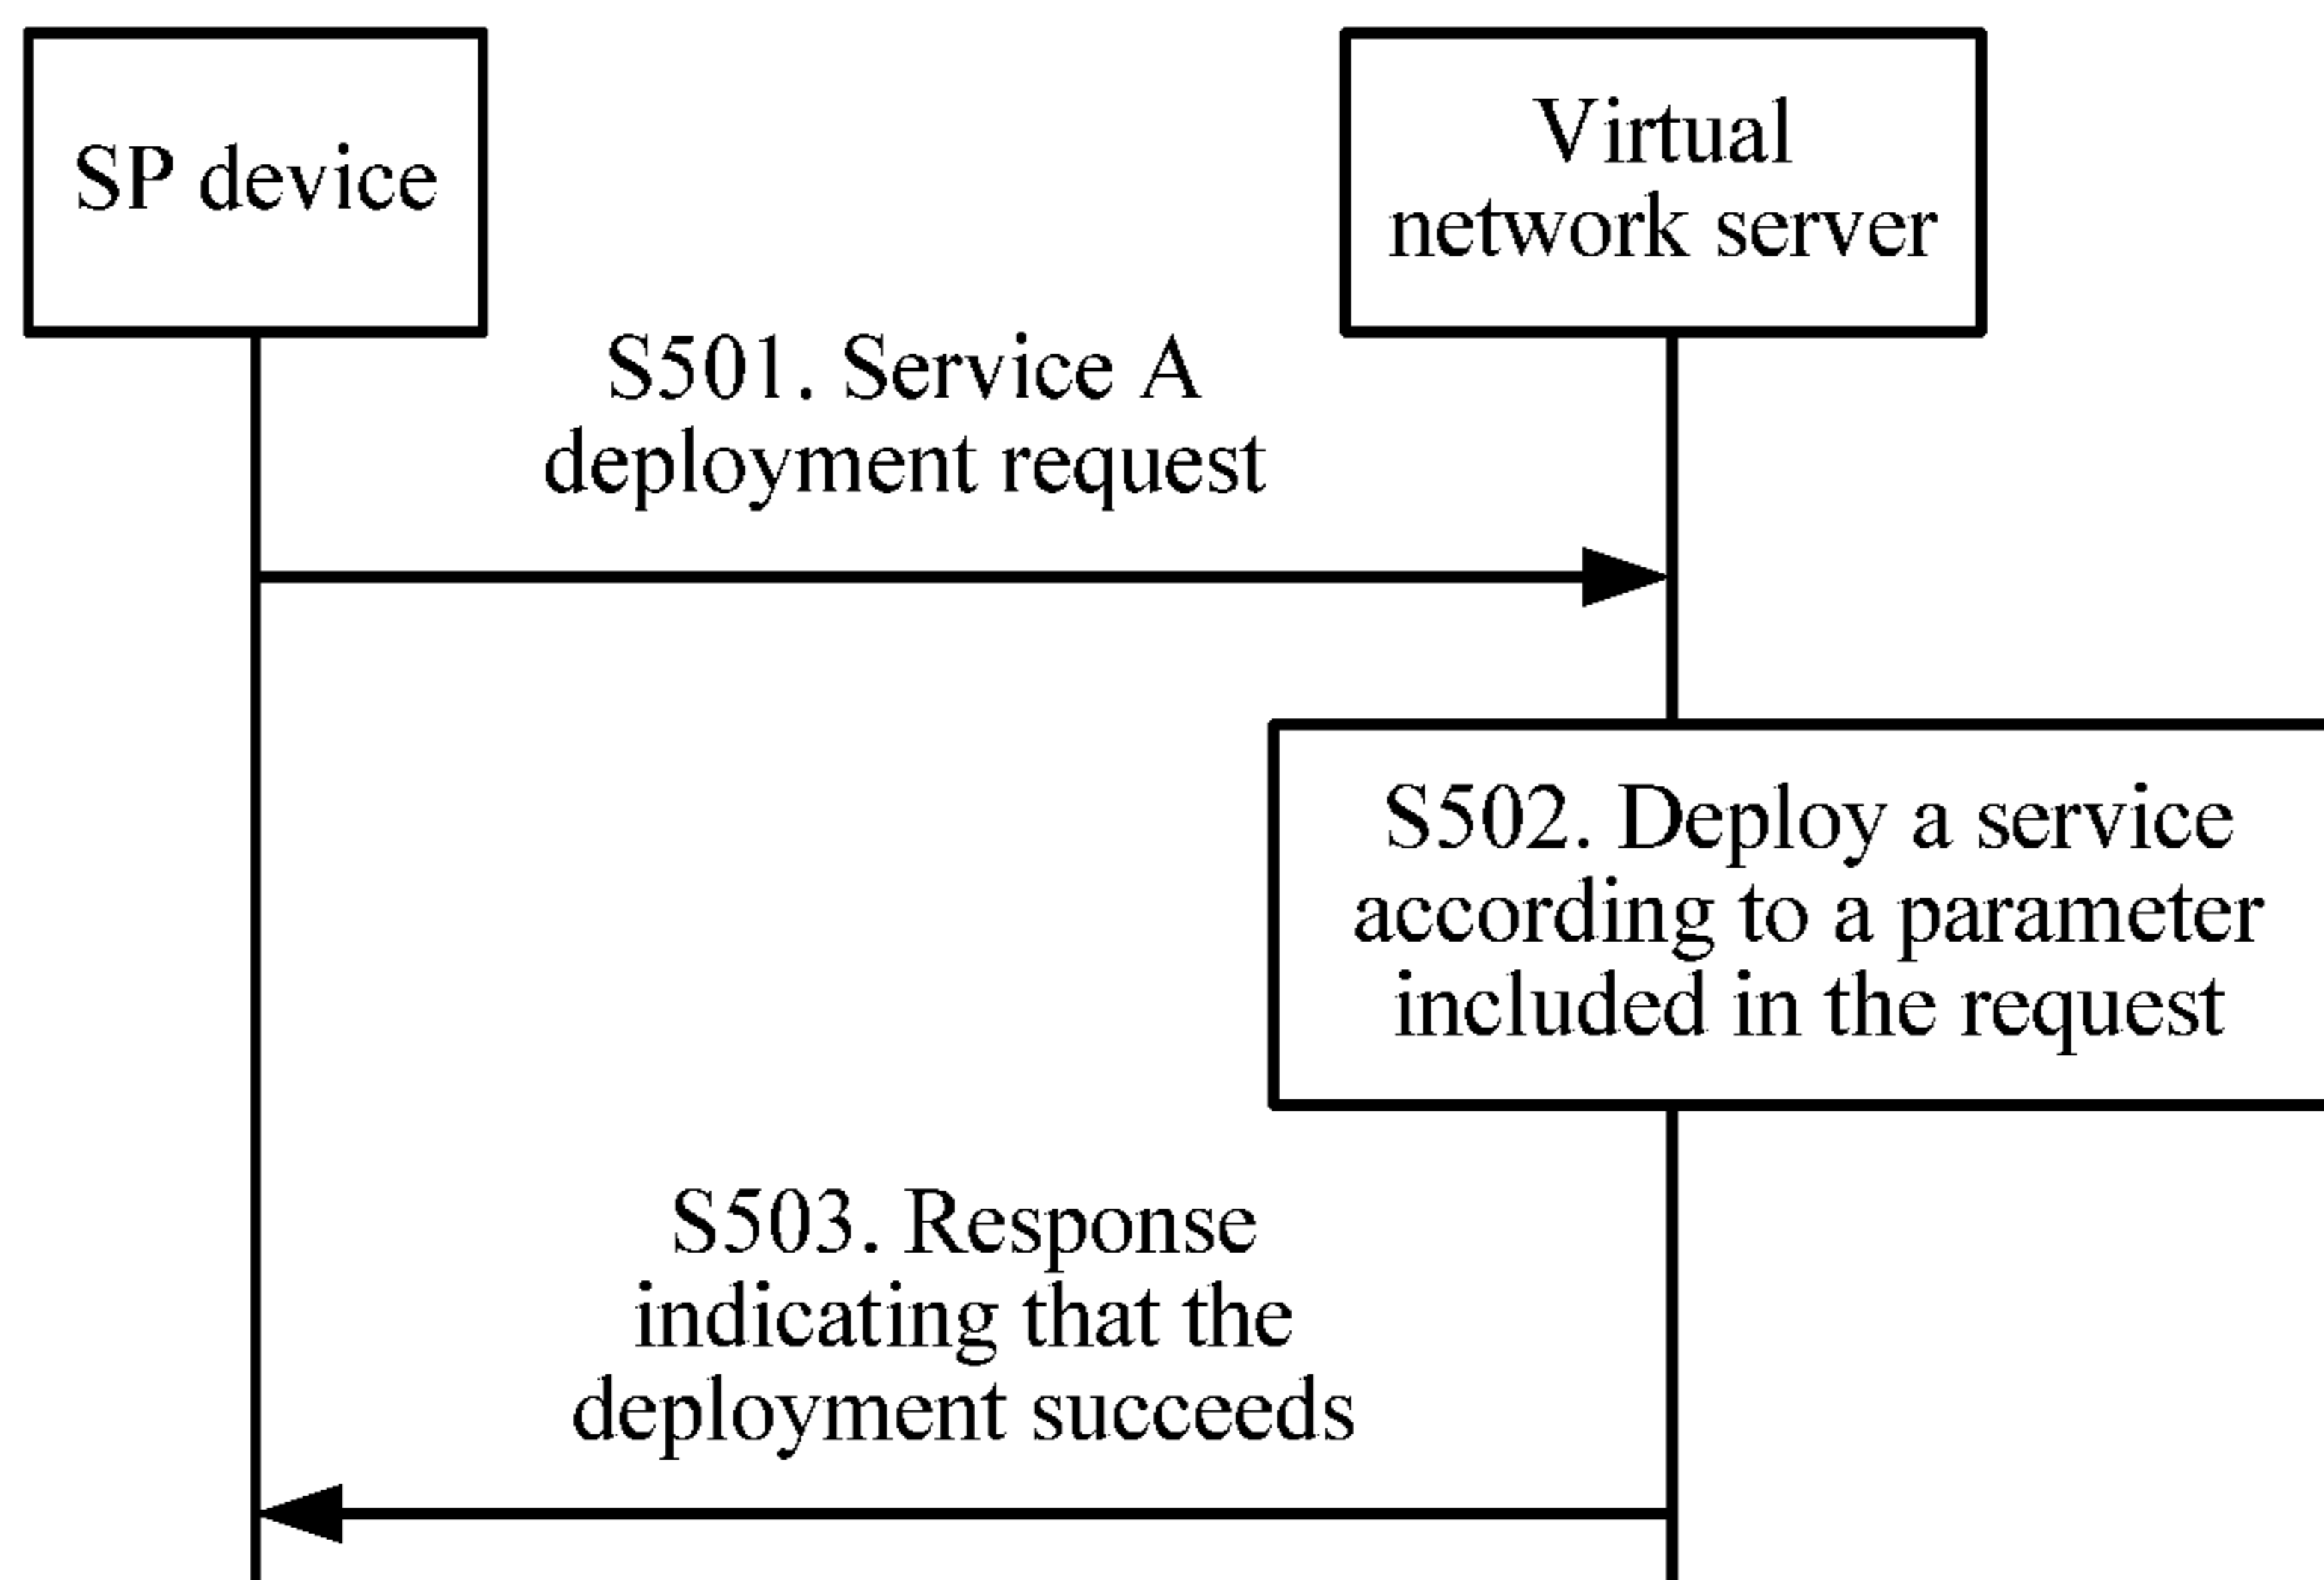 SP device
Virtual
network server
S501. Service A
deployment request
S502. Deploy a service
according to a parameter
included in the request
S503. Response
indicating that the
deployment succeeds